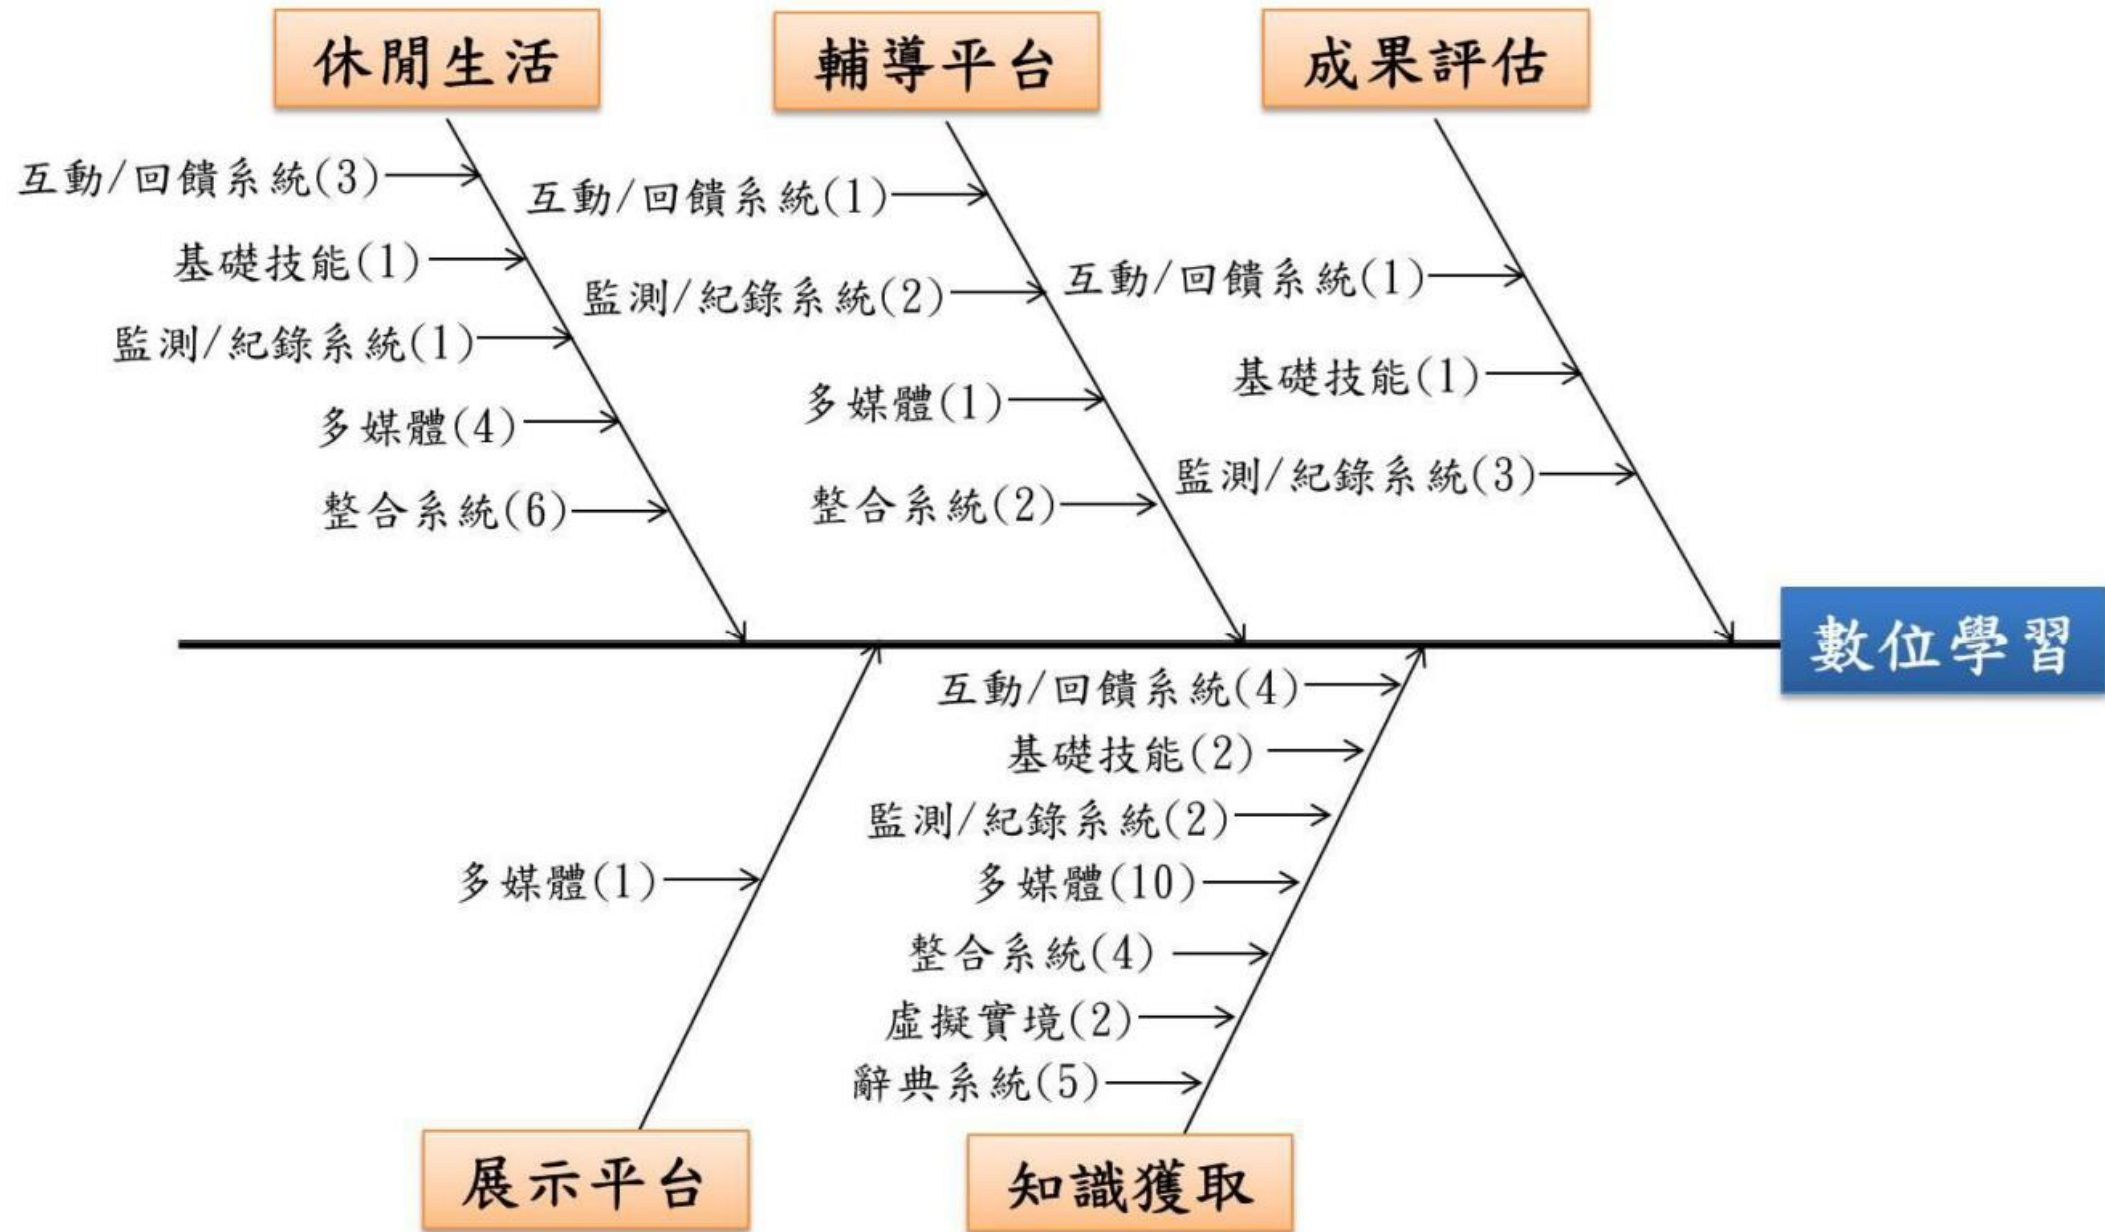 休閒生活
輔導平台
成果評估
互動/回饋系統(3)
基礎技能(1)
監測/紀錄系統(1)
多媒體(4)
整合系統(6)
互動/回饋系統(1)
監測/紀錄系統(2)
多媒體(1)
整合系統(2)
互動/回饋系統(1)
基礎技能(1)
監測/紀錄系統(3)
數位學習
多媒體(1)
互動/回饋系統(4)
基礎技能(2)
監測/紀錄系統(2)
多媒體(10)
整合系統(4)
虛擬實境(2)
辭典系統(5)
展示平台
知識獲取